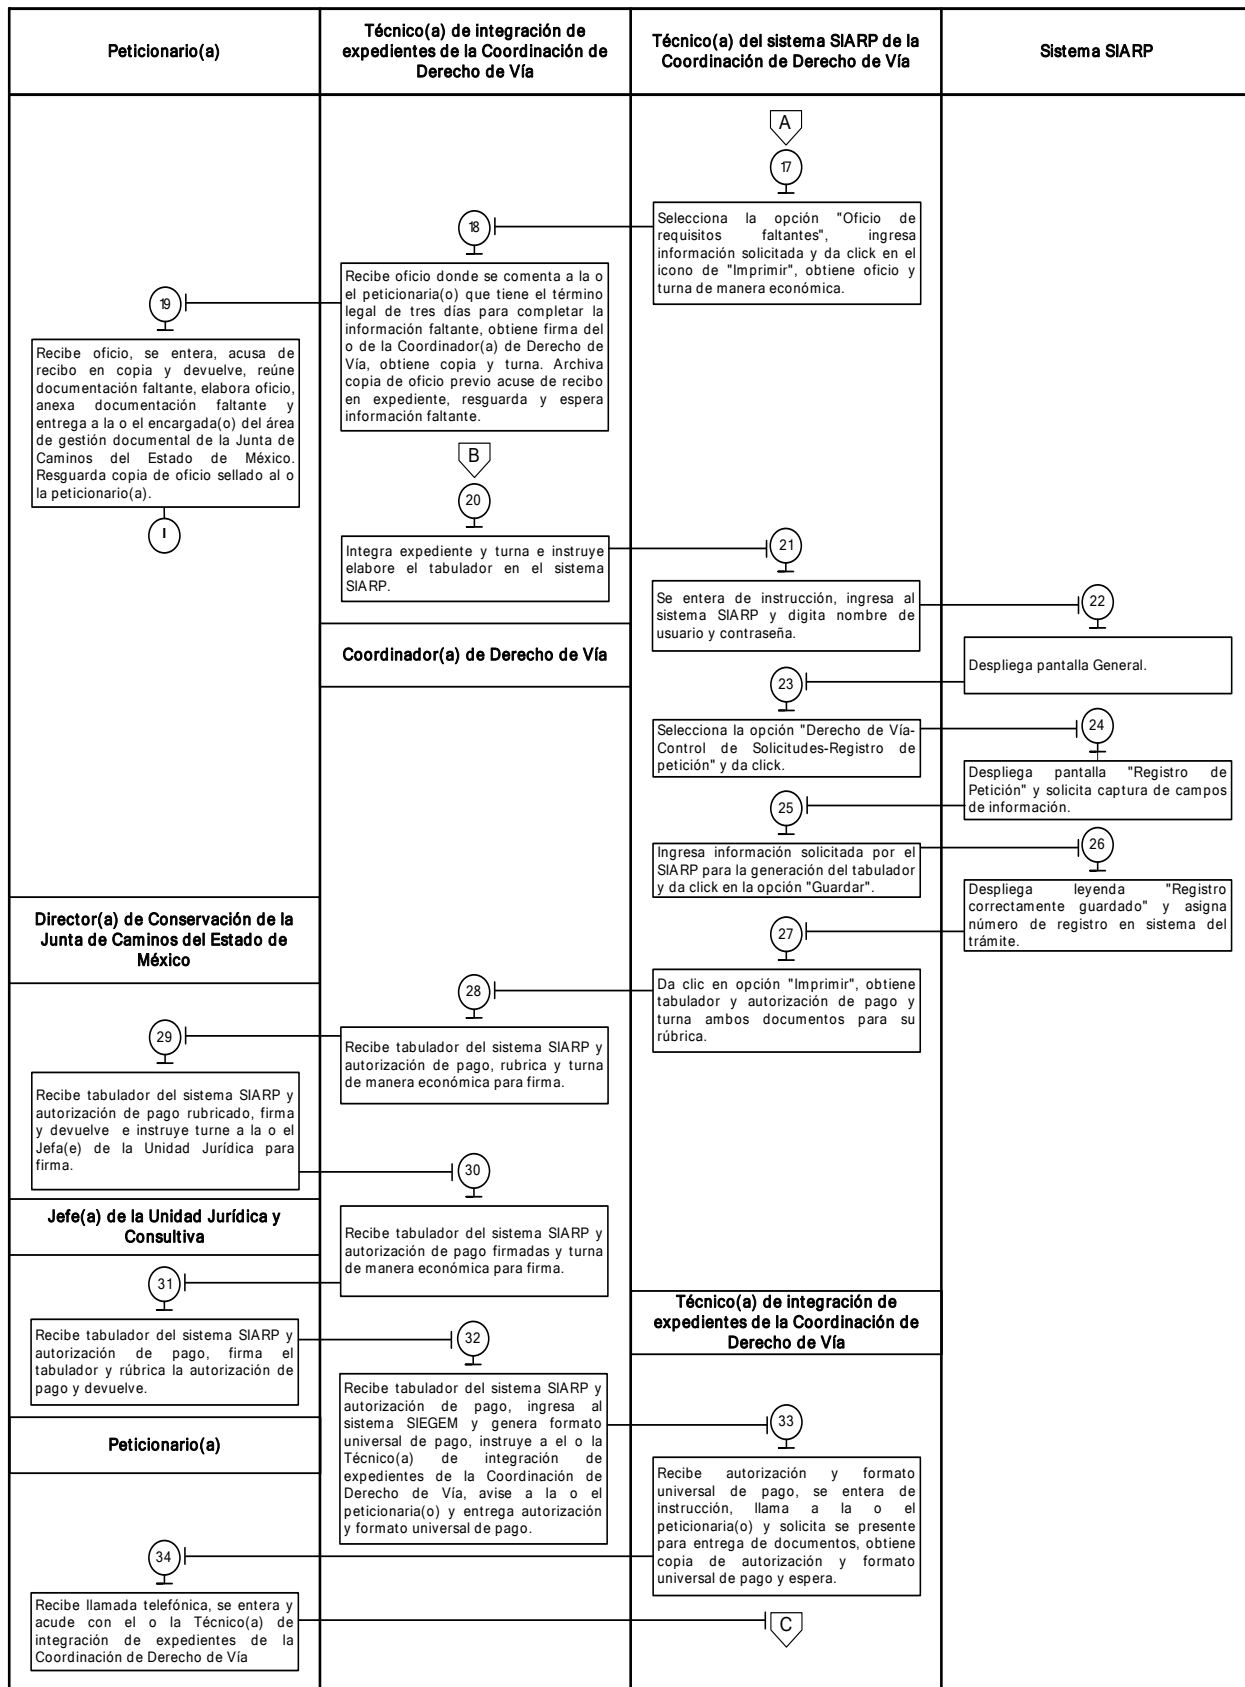 Peticionario(a)
Técnico(a) de integración de
expedientes de la Coordinación de
Derecho de Vía
Técnico(a) del sistema SIARP de la
Coordinación de Derecho de Vía
Sistema SIARP
A
17
Selecciona la opción "Oficio de
requisitos faltantes", ingresa
información solicitada y da click en el
icono de "Imprimir", obtiene oficio y
turna de manera económica.
18
Recibe oficio donde se comenta a la o
el peticionaria(o) que tiene el término
legal de tres días para completar la
información faltante, obtiene firma del
o de la Coordinador(a) de Derecho de
Vía, obtiene copia y turna. Archiva
copia de oficio previo acuse de recibo
en expediente, resguarda y espera
información faltante.
19
Recibe oficio, se entera, acusa de
recibo en copia y devuelve, reúne
documentación faltante, elabora oficio,
anexa documentación faltante y
entrega a la o el encargada(o) del área
de gestión documental de la Junta de
Caminos del Estado de México.
Resguarda copia de oficio sellado al o
la peticionario(a).
I
B
20
Integra expediente y turna e instruye
elabore el tabulador en el sistema
SIARP.
21
Se entera de instrucción, ingresa al
sistema SIARP y digita nombre de
usuario y contraseña.
22
Despliega pantalla General.
Coordinador(a) de Derecho de Vía
23
Selecciona la opción "Derecho de Vía-
Control de Solicitudes-Registro de
petición" y da click.
24
Despliega pantalla "Registro de
Petición" y solicita captura de campos
de información.
25
Ingresa información solicitada por el
SIARP para la generación del tabulador
y da click en la opción "Guardar".
26
Despliega leyenda "Registro
correctamente guardado" y asigna
número de registro en sistema del
trámite.
Director(a) de Conservación de la
Junta de Caminos del Estado de
México
27
Da clic en opción "Imprimir", obtiene
tabulador y autorización de pago y
turna ambos documentos para su
rúbrica.
28
Recibe tabulador del sistema SIARP y
autorización de pago, rubrica y turna
de manera económica para firma.
29
Recibe tabulador del sistema SIARP y
autorización de pago rubricado, firma
y devuelve e instruye turne a la o el
Jefa(e) de la Unidad Jurídica para
firma.
30
Recibe tabulador del sistema SIARP y
autorización de pago firmadas y turna
de manera económica para firma.
Jefe(a) de la Unidad Jurídica y
Consultiva
31
Recibe tabulador del sistema SIARP y
autorización de pago, firma el
tabulador y rúbrica la autorización de
pago y devuelve.
Técnico(a) de integración de
expedientes de la Coordinación de
Derecho de Vía
32
Recibe tabulador del sistema SIARP y
autorización de pago, ingresa al
sistema SIEGEM y genera formato
universal de pago, instruye a el o la
Técnico(a) de integración de
expedientes de la Coordinación de
Derecho de Vía, avise a la o el
peticionaria(o) y entrega autorización
y formato universal de pago.
33
Recibe autorización y formato
universal de pago, se entera de
instrucción, llama a la o el
peticionaria(o) y solicita se presente
para entrega de documentos, obtiene
copia de autorización y formato
universal de pago y espera.
Peticionario(a)
34
Recibe llamada telefónica, se entera y
acude con el o la Técnico(a) de
integración de expedientes de la
Coordinación de Derecho de Vía
C